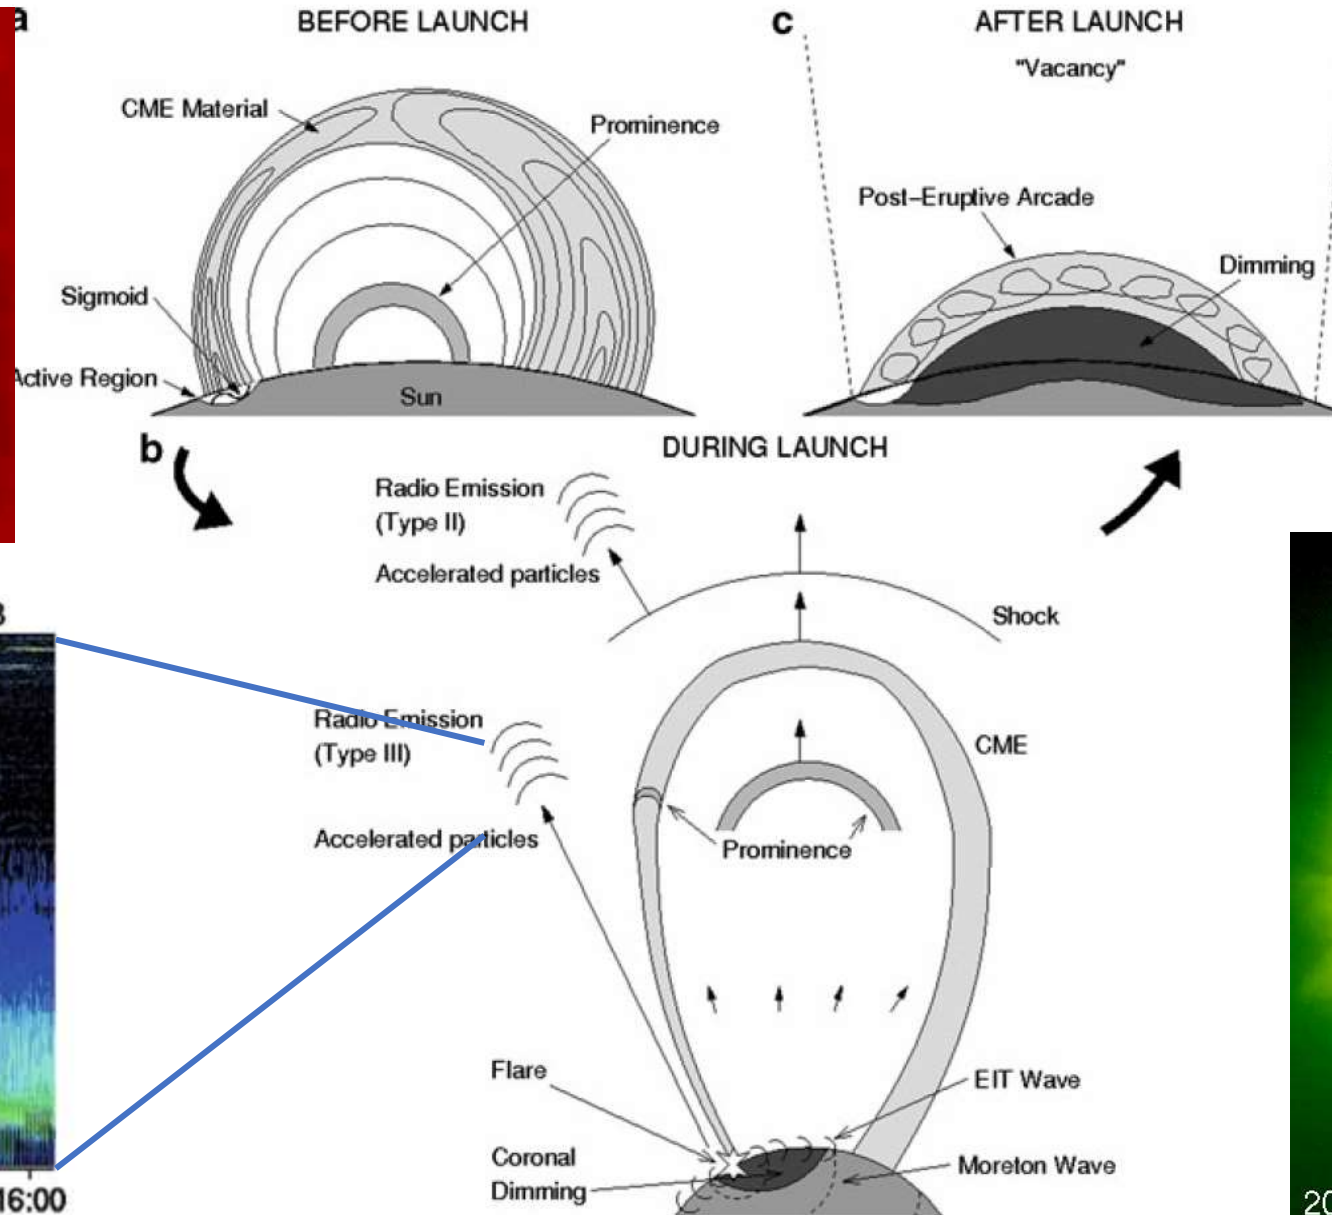 a
BEFORE LAUNCH
CME Material
Prominence
Sigmoid
Active Region
Sun
c
AFTER LAUNCH
"Vacancy"
Post-Eruptive Arcade
Dimming
b
DURING LAUNCH
Radio Emission
(Type II)
Accelerated particles
Shock
Radio Emission
(Type III)
Accelerated particles
CME
Prominence
Flare
EIT Wave
Coronal
Dimming
Moreton Wave
16:00
20